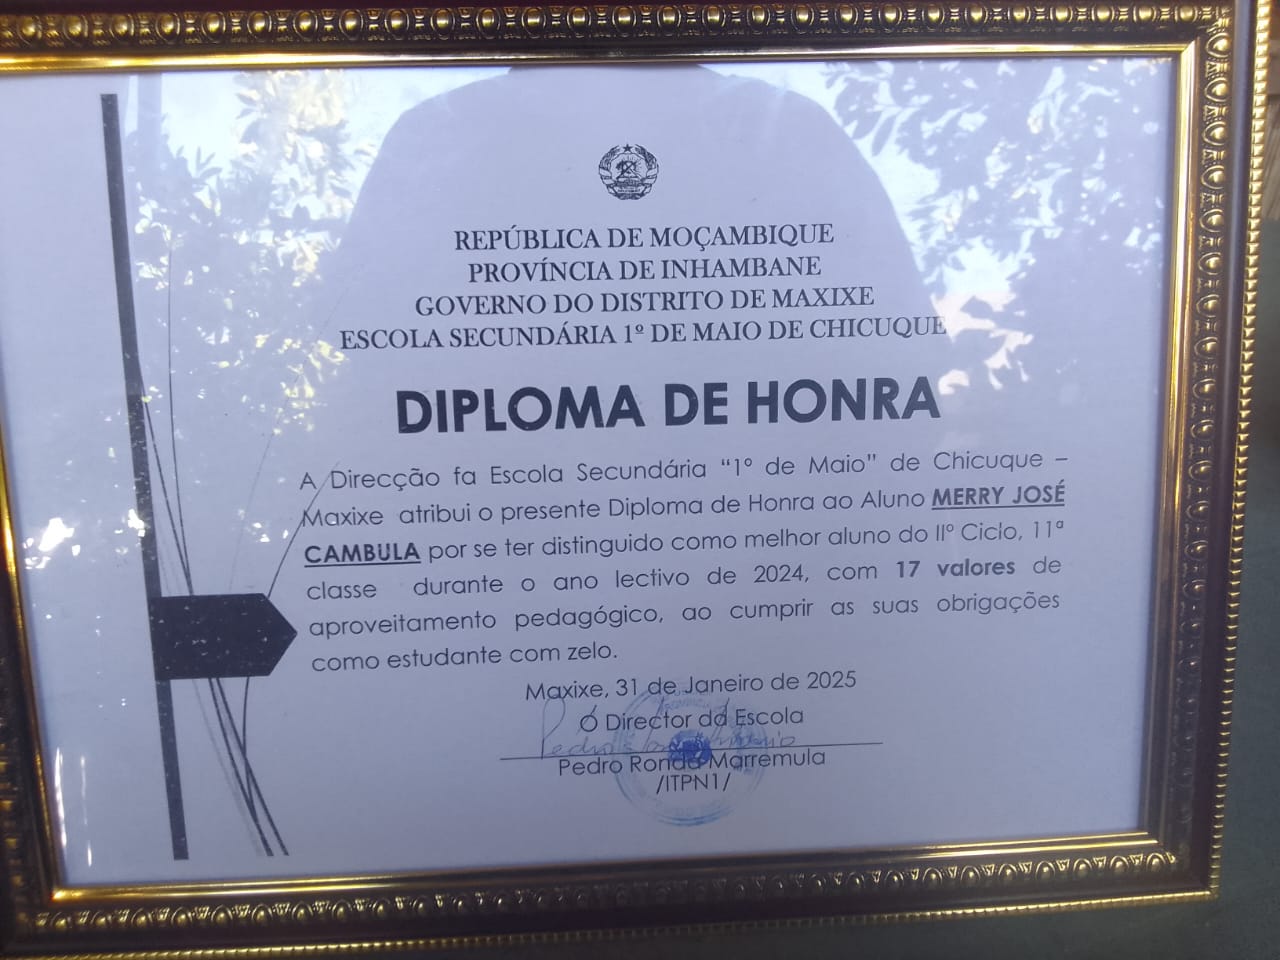 REPÚBLICA DE MOÇAMBIQUE
PROVÍNCIA DE INHAMBANE
GOVERNO DO DISTRITO DE MAXIXE
ESCOLA SECUNDÁRIA 1º DE MAIO DE CHICUQUE
DIPLOMA DE HONRA
A Direcção fa Escola Secundária “1º de Maio” de Chicuque –
Maxixe atribui o presente Diploma de Honra ao Aluno MERRY JOSÉ
CAMBULA por se ter distinguido como melhor aluno do IIº Ciclo, 11ª
classe durante o ano lectivo de 2024, com 17 valores de
aproveitamento pedagógico, ao cumprir as suas obrigações
como estudante com zelo.
Maxixe, 31 de Janeiro de 2025
O Director da Escola
Pedro Ronda Marremula
/ITPN1/